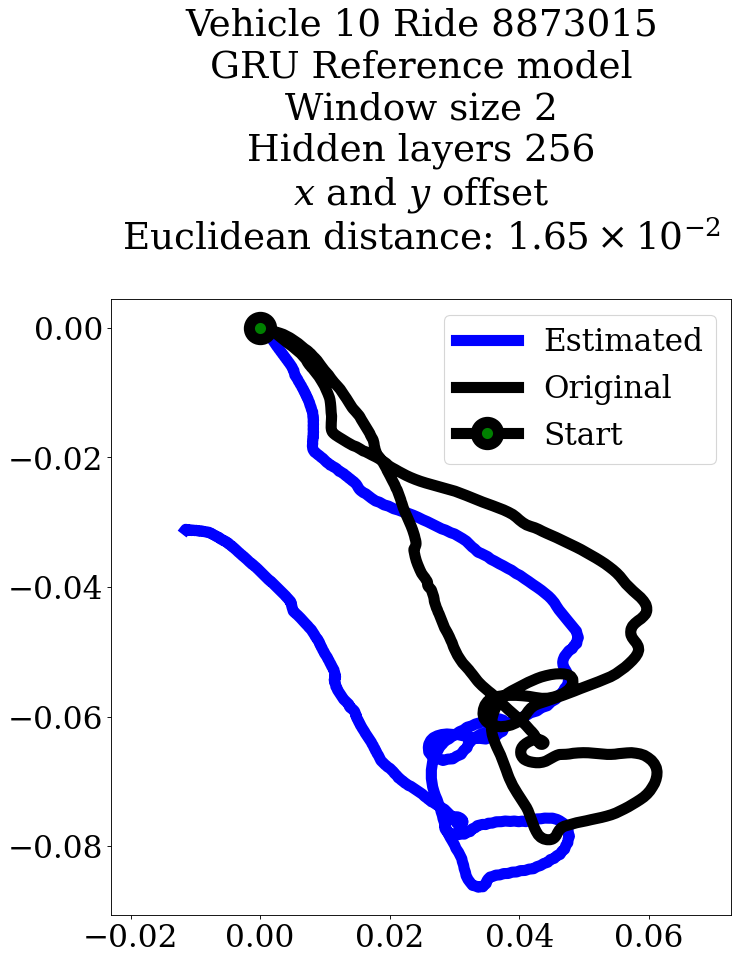 Vehicle 10 Ride 8873015
GRU Reference model
Window size 2
Hidden layers 256
x and y offset
Euclidean distance: 1.65 × 10⁻²
Estimated
Original
Start
0.00
−0.02
−0.04
−0.06
−0.08
−0.02 0.00 0.02 0.04 0.06